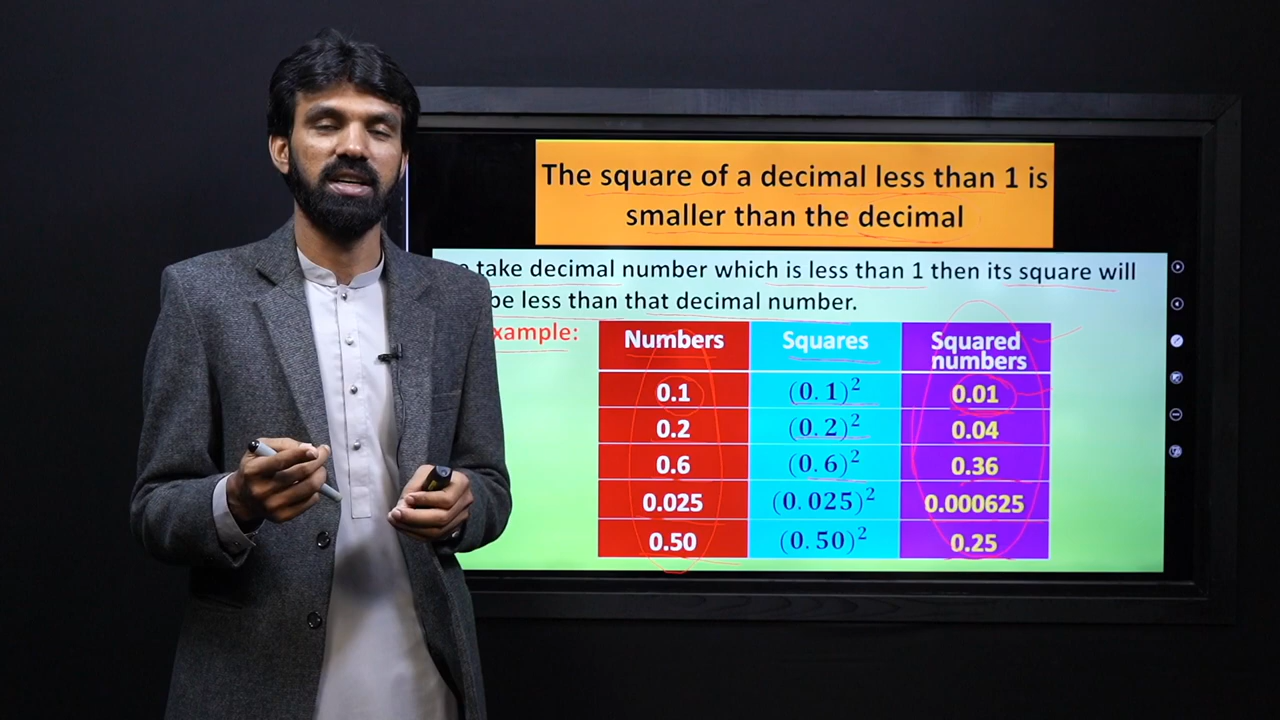 The square of a decimal less than 1 is
smaller than the decimal
take decimal number which is less than 1 then its square will
be less than that decimal number.
xample:
Numbers Squares Squared numbers
0.1 (0.1)² 0.01
0.2 (0.2)² 0.04
0.6 (0.6)² 0.36
0.025 (0.025)² 0.000625
0.50 (0.50)² 0.25